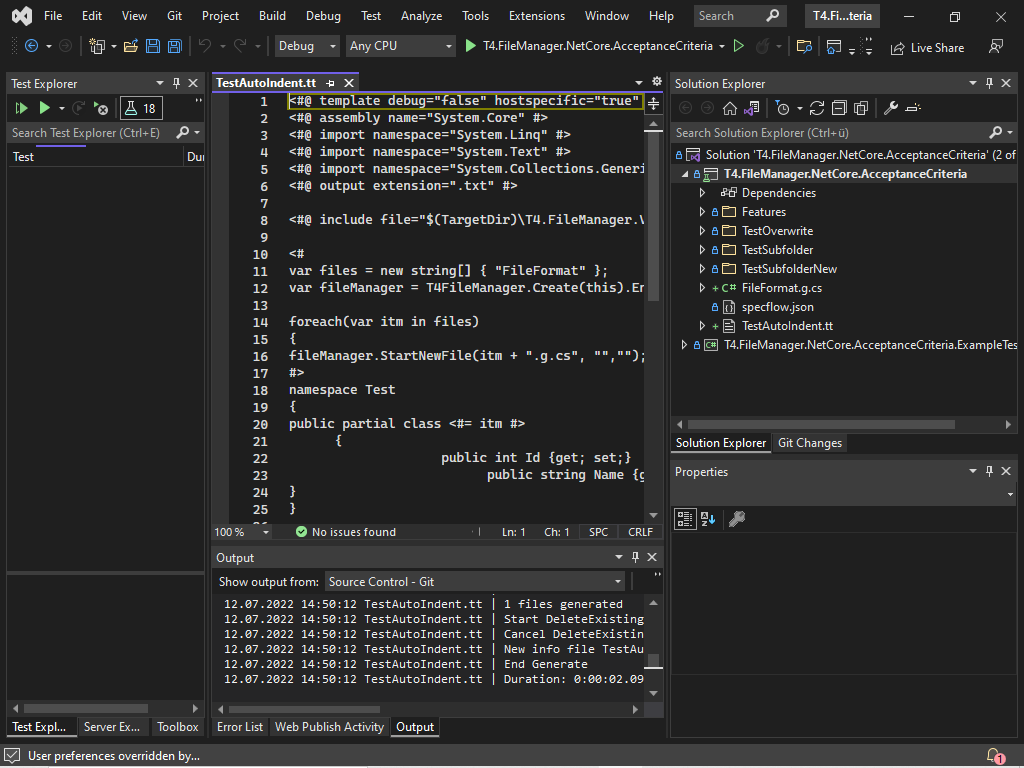 File Edit View Git Project Build Debug Test Analyze Tools Extensions Window Help Search T4.Fi...teria
Debug Any CPU T4.FileManager.NetCore.AcceptanceCriteria Live Share
Test Explorer
18
Search Test Explorer (Ctrl+E)
Test Dur
TestAutoIndent.tt
1 <#@ template debug="false" hostspecific="true"
2 <#@ assembly name="System.Core" #>
3 <#@ import namespace="System.Linq" #>
4 <#@ import namespace="System.Text" #>
5 <#@ import namespace="System.Collections.Generi
6 <#@ output extension=".txt" #>
7
8 <#@ include file="$(TargetDir)\T4.FileManager.V
9
10 <#
11 var files = new string[] { "FileFormat" };
12 var fileManager = T4FileManager.Create(this).En
13
14 foreach(var itm in files)
15 {
16 fileManager.StartNewFile(itm + ".g.cs", "","");
17 #>
18 namespace Test
19 {
20 public partial class <#= itm #>
21 {
22 public int Id {get; set;}
23 public string Name {g
24 }
25 }
100 % No issues found Ln: 1 Ch: 1 SPC CRLF
Output
Show output from: Source Control - Git
12.07.2022 14:50:12 TestAutoIndent.tt | 1 files generated
12.07.2022 14:50:12 TestAutoIndent.tt | Start DeleteExisting
12.07.2022 14:50:12 TestAutoIndent.tt | Cancel DeleteExistin
12.07.2022 14:50:12 TestAutoIndent.tt | New info file TestAu
12.07.2022 14:50:12 TestAutoIndent.tt | End Generate
12.07.2022 14:50:12 TestAutoIndent.tt | Duration: 0:00:02.09
Solution Explorer
Search Solution Explorer (Ctrl+ü)
Solution 'T4.FileManager.NetCore.AcceptanceCriteria' (2 of
T4.FileManager.NetCore.AcceptanceCriteria
Dependencies
Features
TestOverwrite
TestSubfolder
TestSubfolderNew
C# FileFormat.g.cs
specflow.json
TestAutoIndent.tt
C# T4.FileManager.NetCore.AcceptanceCriteria.ExampleTes
Solution Explorer Git Changes
Properties
Test Expl... Server Ex... Toolbox Error List Web Publish Activity Output
User preferences overridden by... 1